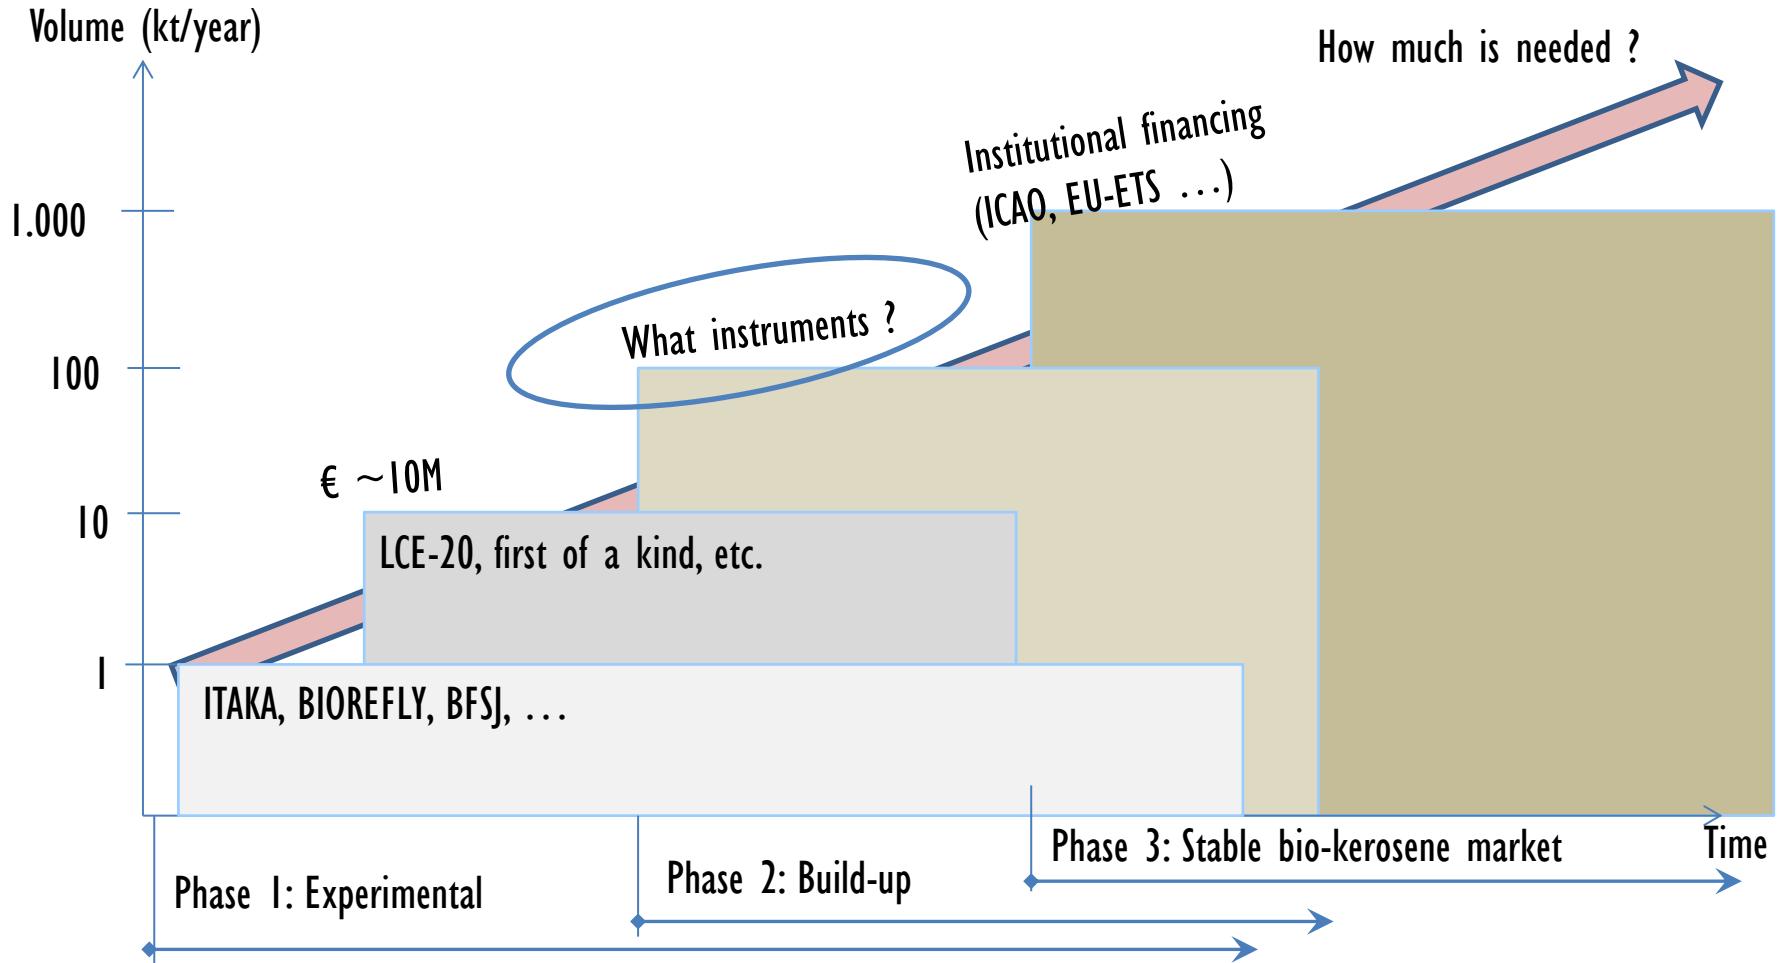 Volume (kt/year)
How much is needed ?
Institutional financing
(ICAO, EU-ETS ...)
1.000
What instruments ?
100
€ ~10M
10
LCE-20, first of a kind, etc.
1
ITAKA, BIOREFLY, BFSJ, ...
Phase 1: Experimental
Phase 2: Build-up
Phase 3: Stable bio-kerosene market
Time